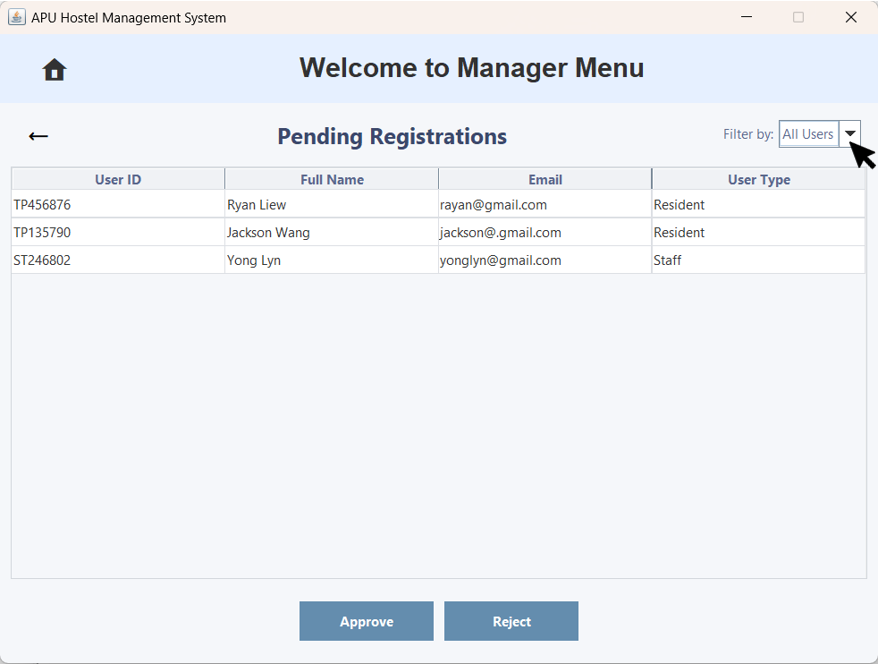 APU Hostel Management System
Welcome to Manager Menu
Pending Registrations
Filter by: All Users
User ID Full Name Email User Type
TP456876 Ryan Liew rayan@gmail.com Resident
TP135790 Jackson Wang jackson@.gmail.com Resident
ST246802 Yong Lyn yonglyn@gmail.com Staff
Approve Reject